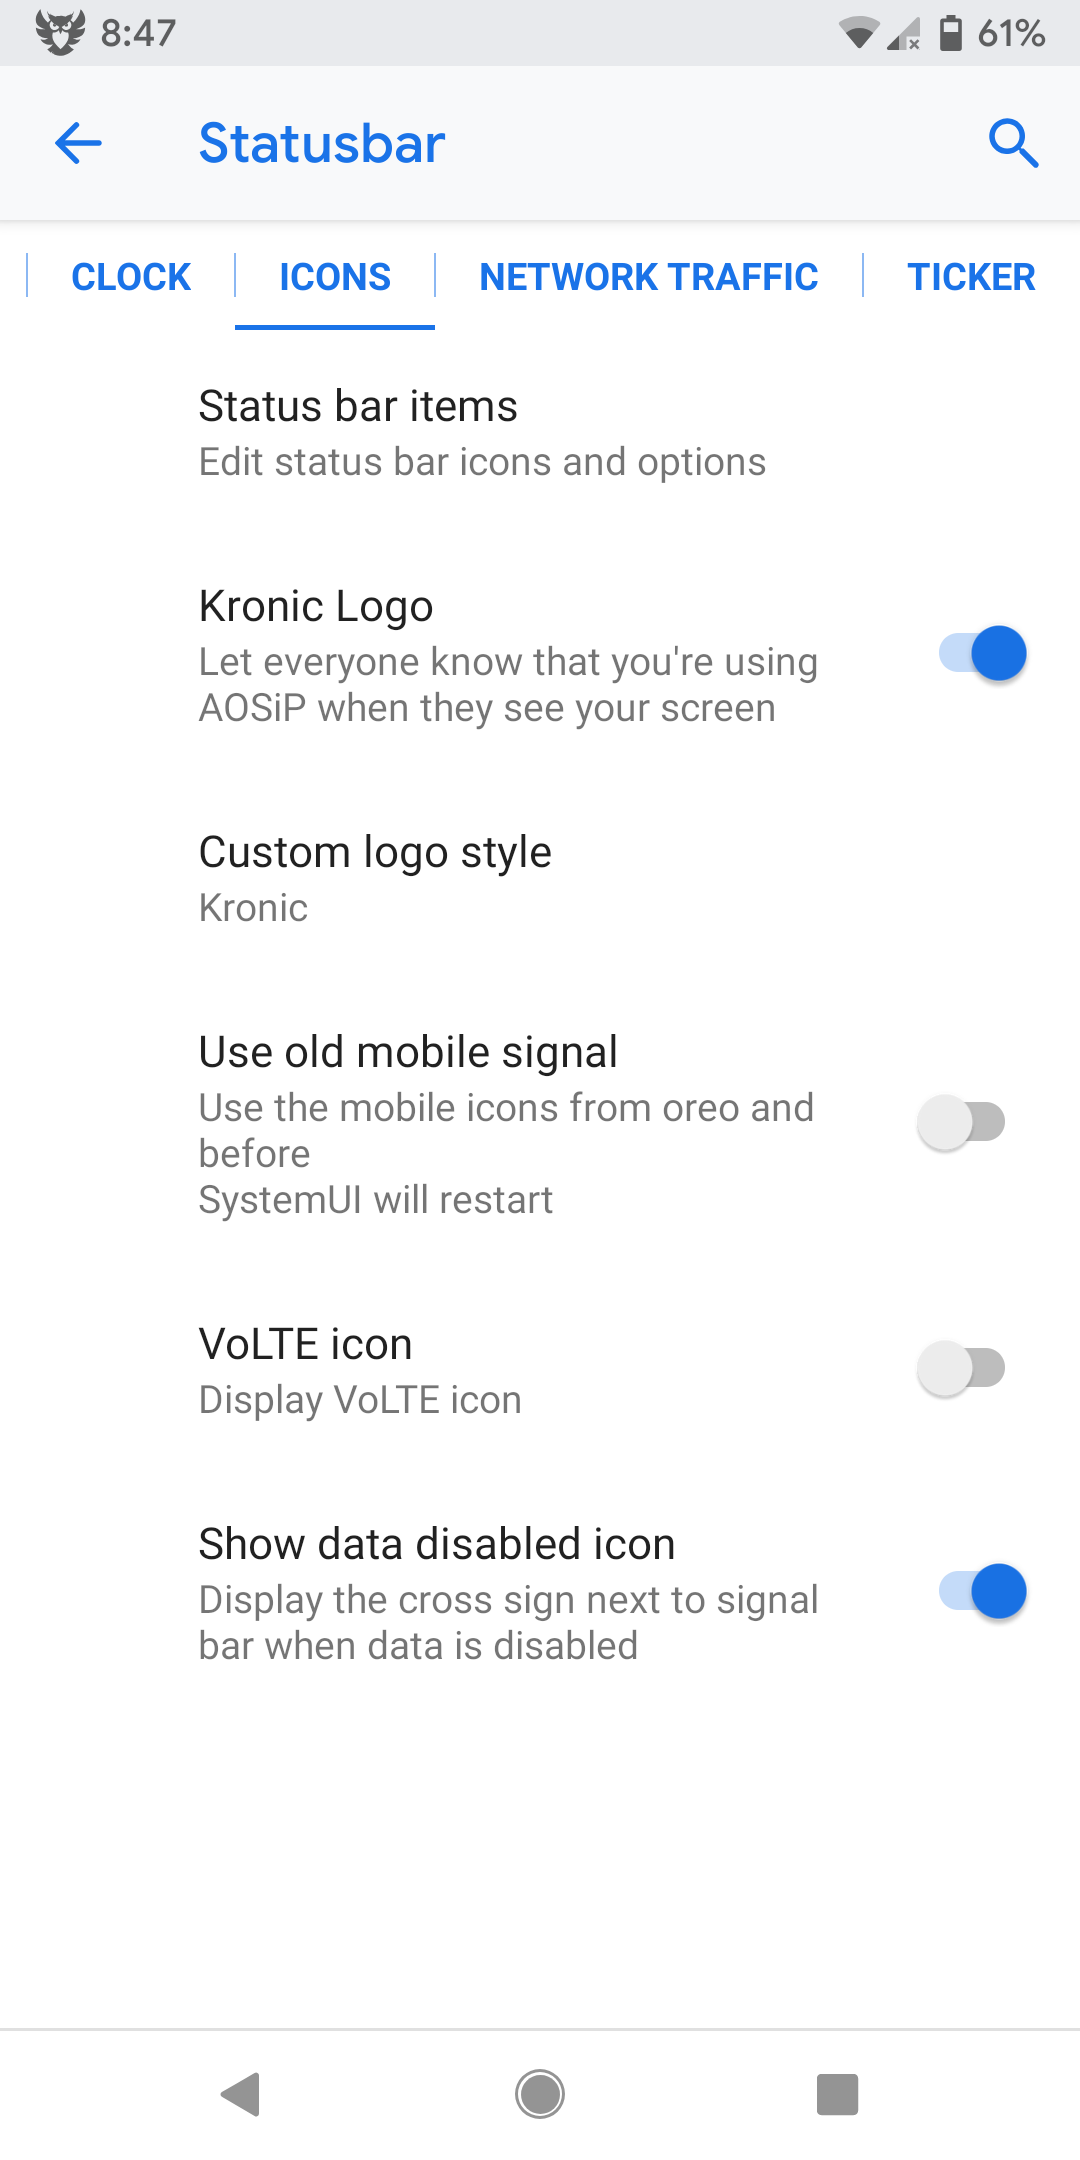 8:47 61%
Statusbar
CLOCK ICONS NETWORK TRAFFIC TICKER
Status bar items
Edit status bar icons and options
Kronic Logo
Let everyone know that you're using
AOSiP when they see your screen
Custom logo style
Kronic
Use old mobile signal
Use the mobile icons from oreo and
before
SystemUI will restart
VoLTE icon
Display VoLTE icon
Show data disabled icon
Display the cross sign next to signal
bar when data is disabled